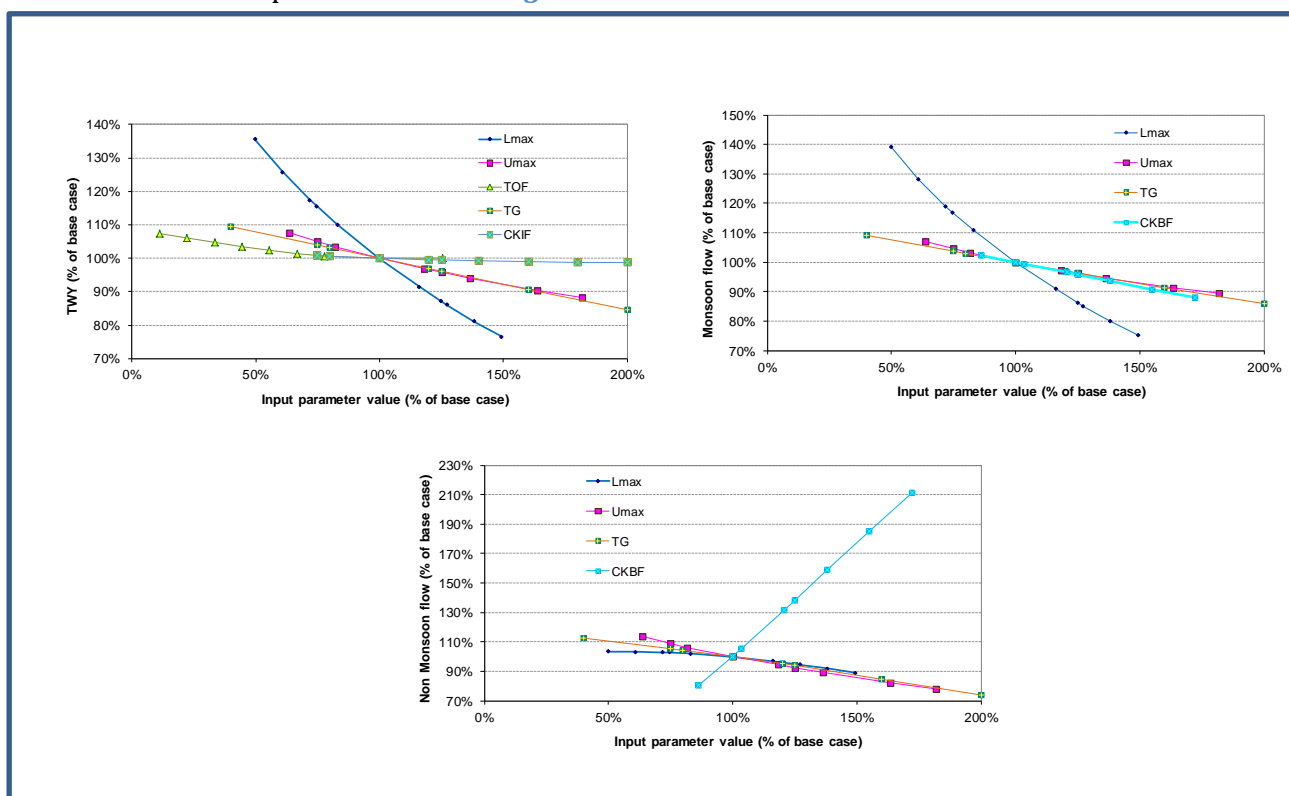 140%
130%
120%
110%
100%
90%
80%
70%
0%
50%
100%
150%
200%
TWY (% of base case)
Input parameter value (% of base case)
Lmax
Umax
TOF
TG
CKIF
150%
140%
130%
120%
110%
100%
90%
80%
70%
0%
50%
100%
150%
200%
Monsoon flow (% of base case)
Input parameter value (% of base case)
Lmax
Umax
TG
CKBF
230%
210%
190%
170%
150%
130%
110%
90%
70%
0%
50%
100%
150%
200%
Non Monsoon flow (% of base case)
Input parameter value (% of base case)
Lmax
Umax
TG
CKBF